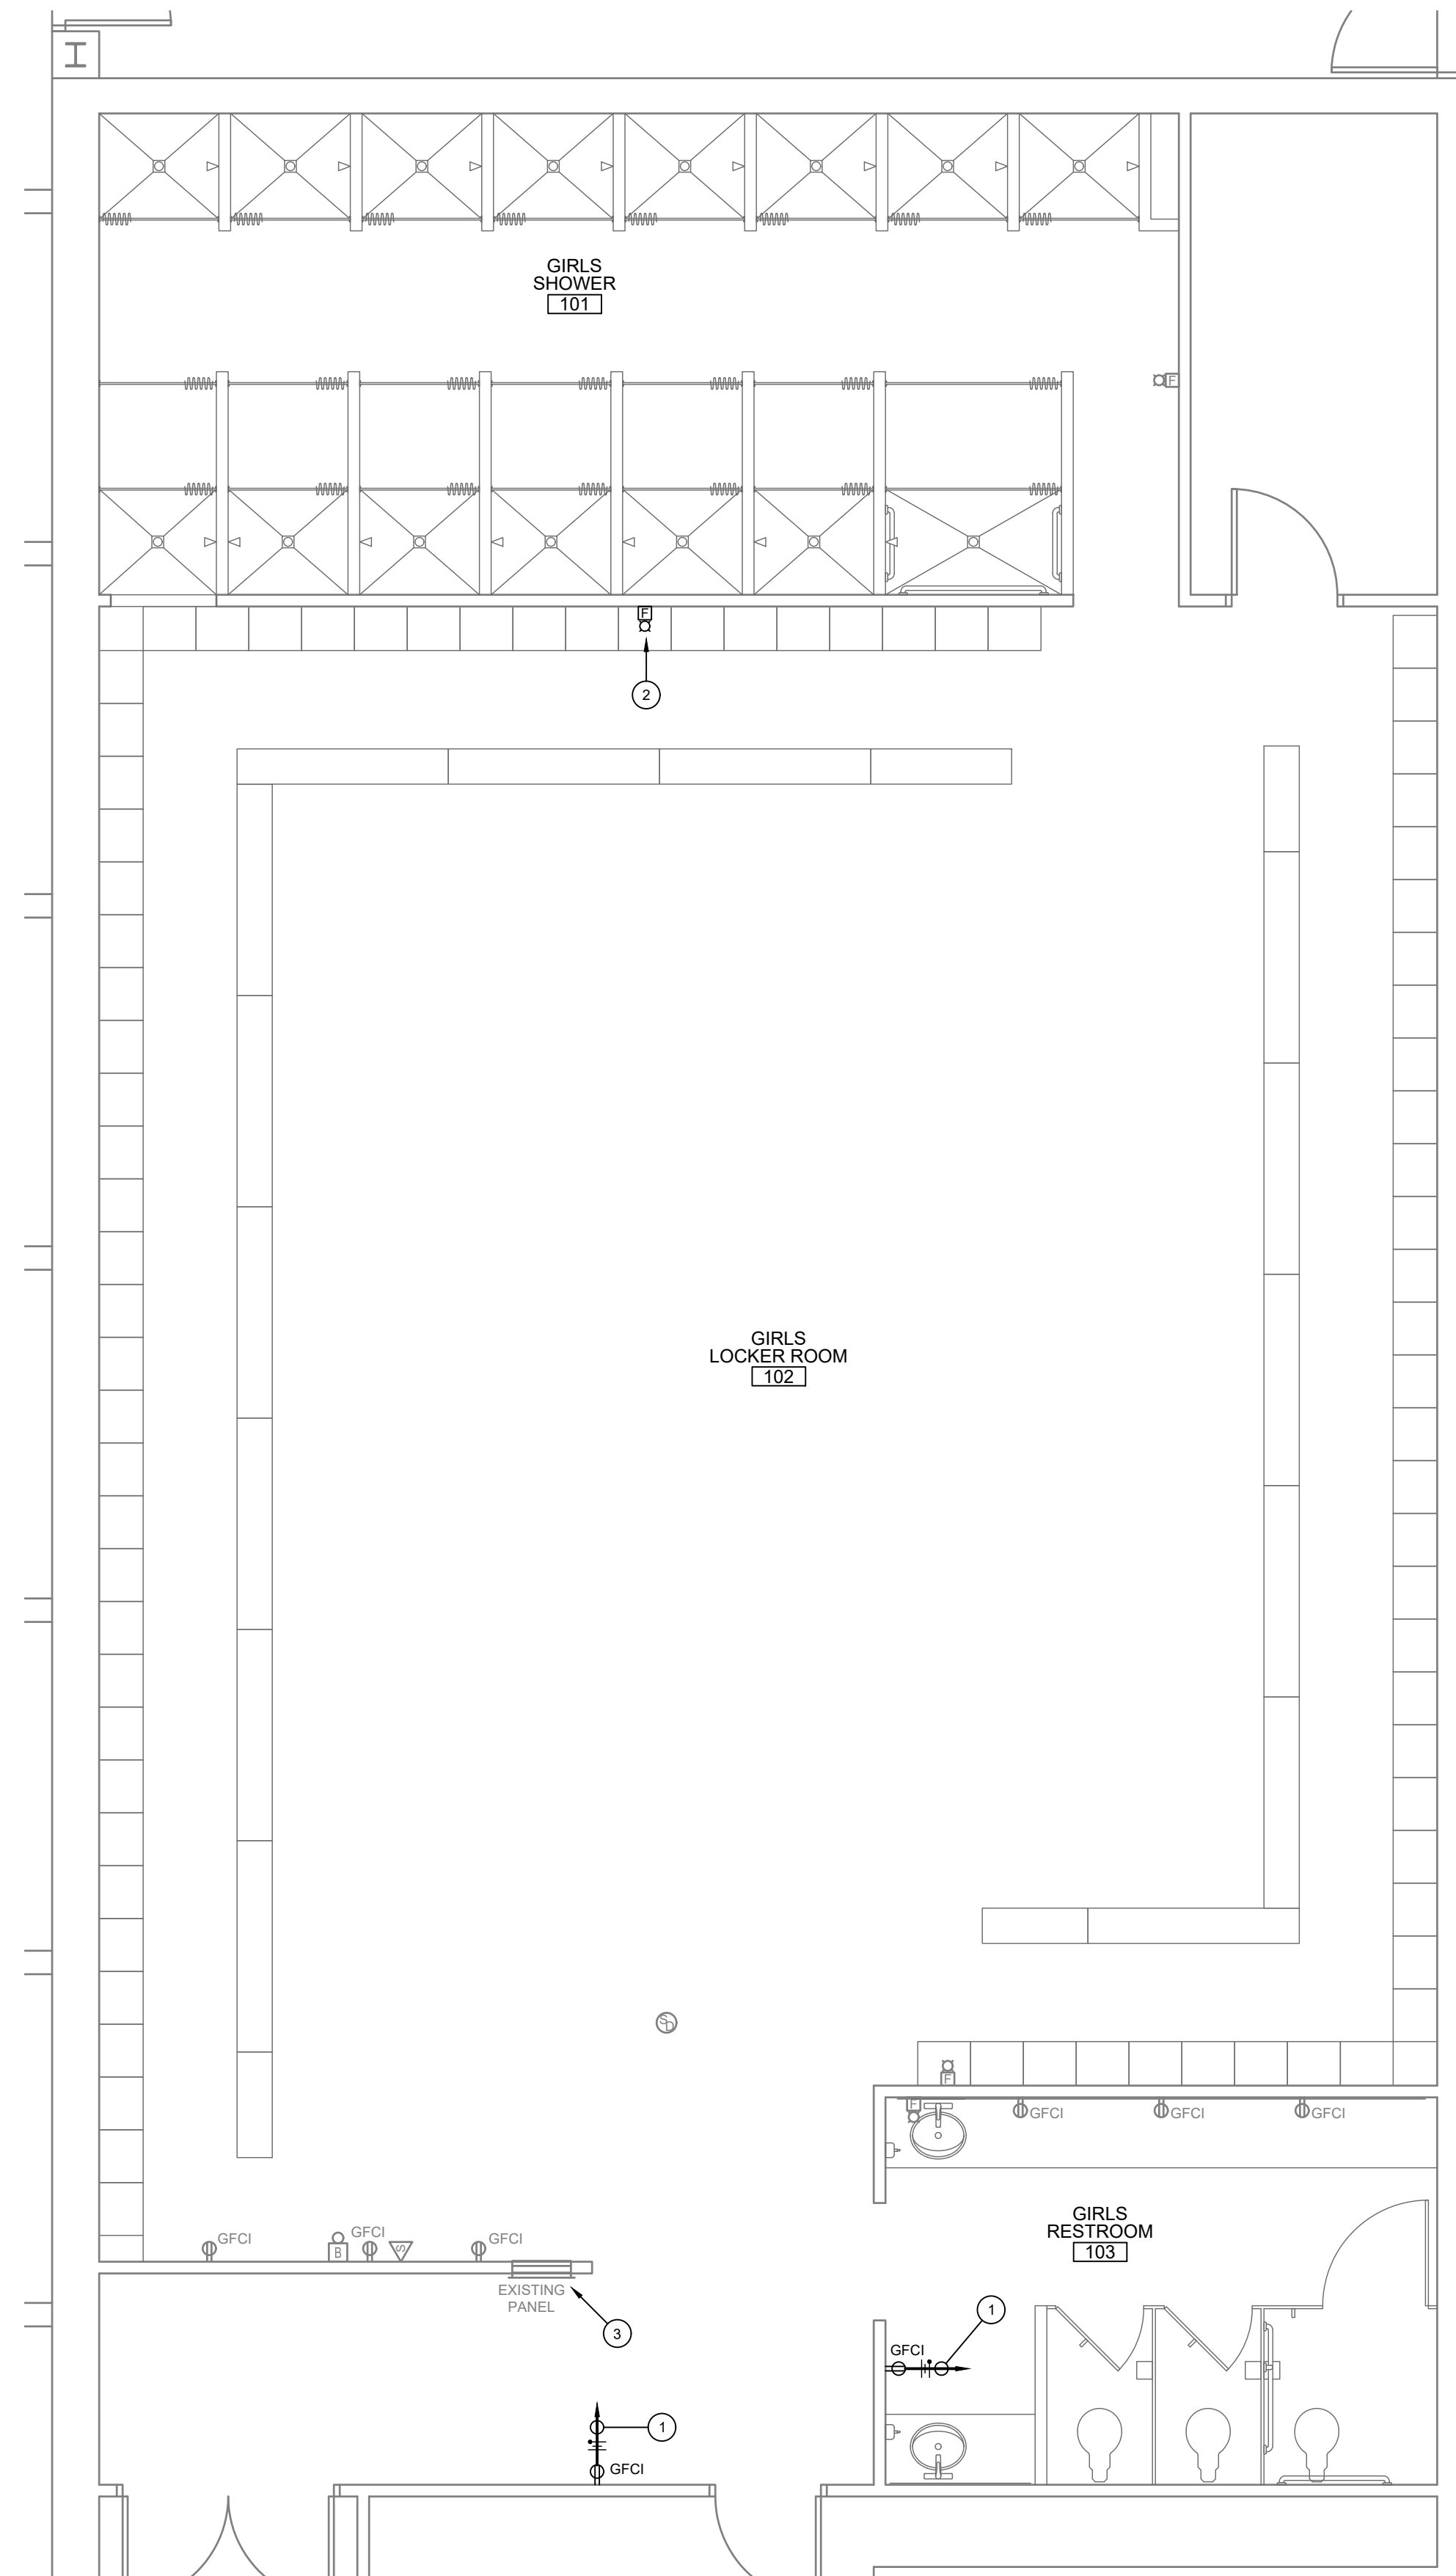 GIRLS
SHOWER
101
F
F
2
GIRLS
LOCKER ROOM
102
SD
F
F
GFCI
GFCI
GFCI
GIRLS
RESTROOM
103
GFCI
B
GFCI
S
GFCI
EXISTING
PANEL
3
1
GFCI
1
GFCI